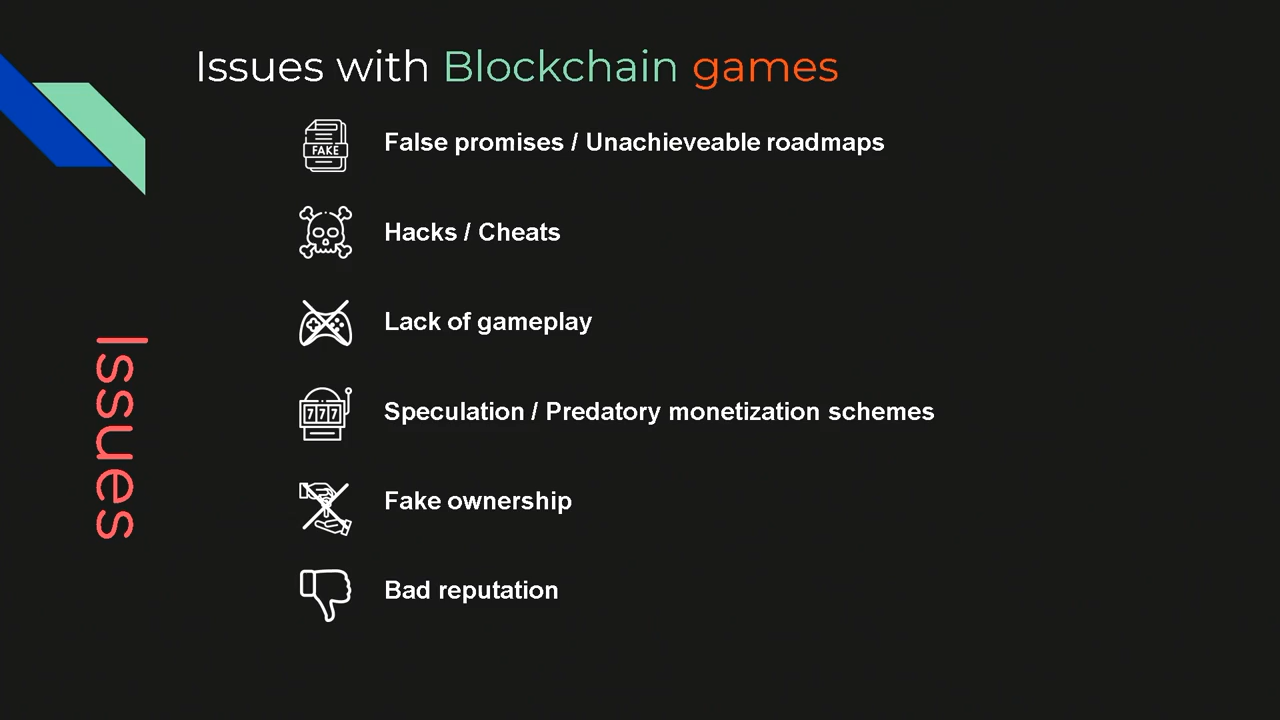 Issues with Blockchain games
FAKE
False promises / Unachieveable roadmaps
Hacks / Cheats
Lack of gameplay
777
Speculation / Predatory monetization schemes
Fake ownership
Bad reputation
Issues